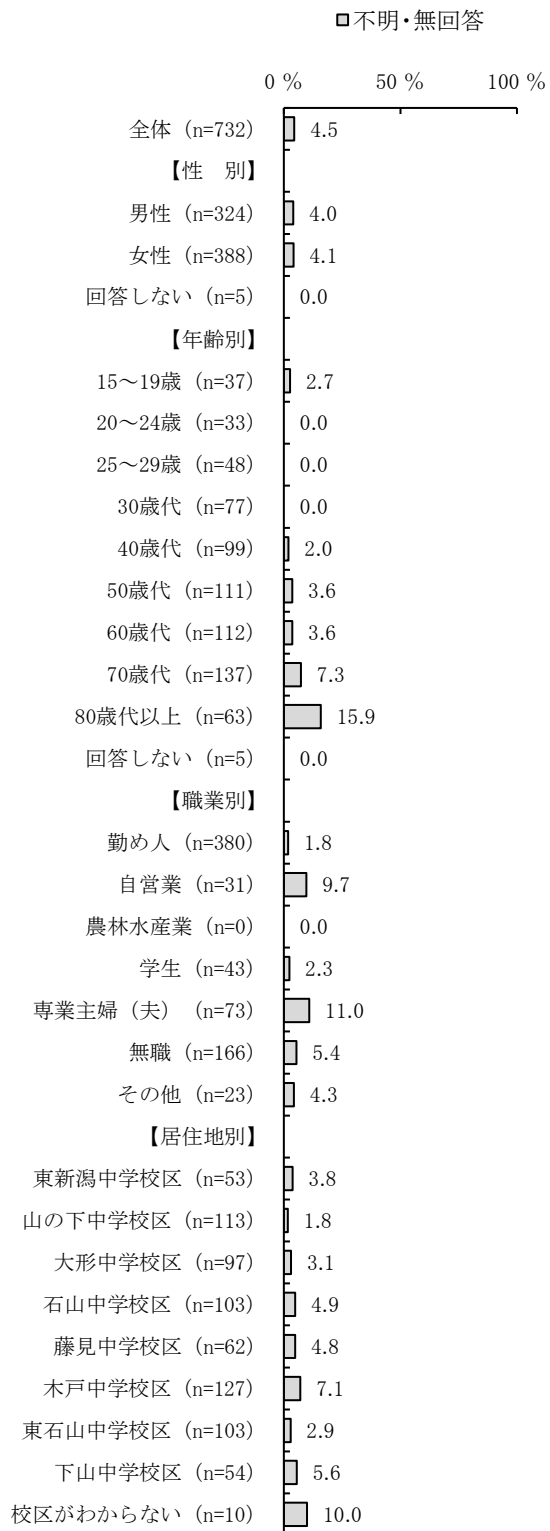 □不明・無回答
0 % 50 % 100 %
全体 (n=732) 4.5
【性　別】
男性 (n=324) 4.0
女性 (n=388) 4.1
回答しない (n=5) 0.0
【年齢別】
15～19歳 (n=37) 2.7
20～24歳 (n=33) 0.0
25～29歳 (n=48) 0.0
30歳代 (n=77) 0.0
40歳代 (n=99) 2.0
50歳代 (n=111) 3.6
60歳代 (n=112) 3.6
70歳代 (n=137) 7.3
80歳代以上 (n=63) 15.9
回答しない (n=5) 0.0
【職業別】
勤め人 (n=380) 1.8
自営業 (n=31) 9.7
農林水産業 (n=0) 0.0
学生 (n=43) 2.3
専業主婦（夫） (n=73) 11.0
無職 (n=166) 5.4
その他 (n=23) 4.3
【居住地別】
東新潟中学校区 (n=53) 3.8
山の下中学校区 (n=113) 1.8
大形中学校区 (n=97) 3.1
石山中学校区 (n=103) 4.9
藤見中学校区 (n=62) 4.8
木戸中学校区 (n=127) 7.1
東石山中学校区 (n=103) 2.9
下山中学校区 (n=54) 5.6
校区がわからない (n=10) 10.0